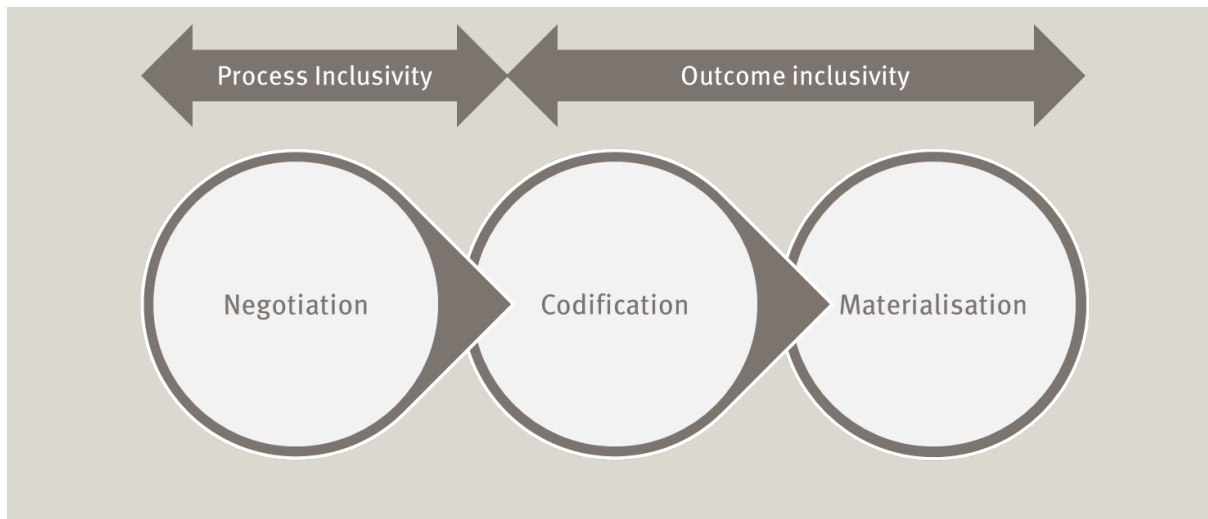 Process Inclusivity
Outcome inclusivity
Negotiation
Codification
Materialisation